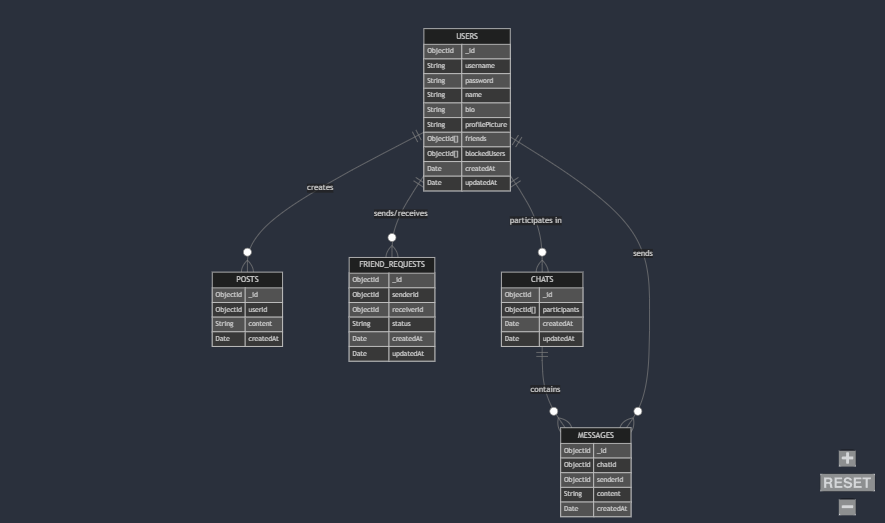 USERS
ObjectId _id
String username
String password
String name
String bio
String profilePicture
ObjectId[] friends
ObjectId[] blockedUsers
Date createdAt
Date updatedAt
creates
sends/receives
participates in
sends
POSTS
ObjectId _id
ObjectId userId
String content
Date createdAt
FRIEND_REQUESTS
ObjectId _id
ObjectId senderId
ObjectId receiverId
String status
Date createdAt
Date updatedAt
CHATS
ObjectId _id
ObjectId[] participants
Date createdAt
Date updatedAt
contains
MESSAGES
ObjectId _id
ObjectId chatId
ObjectId senderId
String content
Date createdAt
+
RESET
−